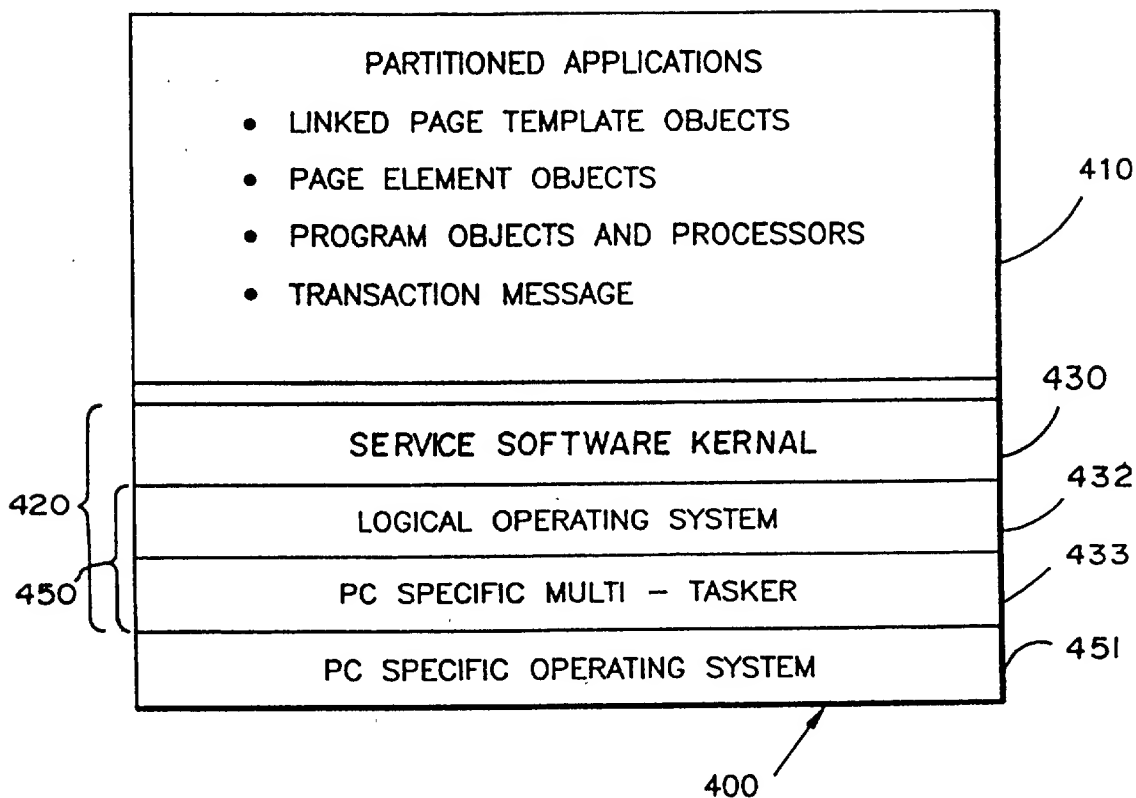 PARTITIONED APPLICATIONS
• LINKED PAGE TEMPLATE OBJECTS
• PAGE ELEMENT OBJECTS
• PROGRAM OBJECTS AND PROCESSORS
• TRANSACTION MESSAGE
410
430
SERVICE SOFTWARE KERNAL
432
420
LOGICAL OPERATING SYSTEM
433
450
PC SPECIFIC MULTI – TASKER
451
PC SPECIFIC OPERATING SYSTEM
400